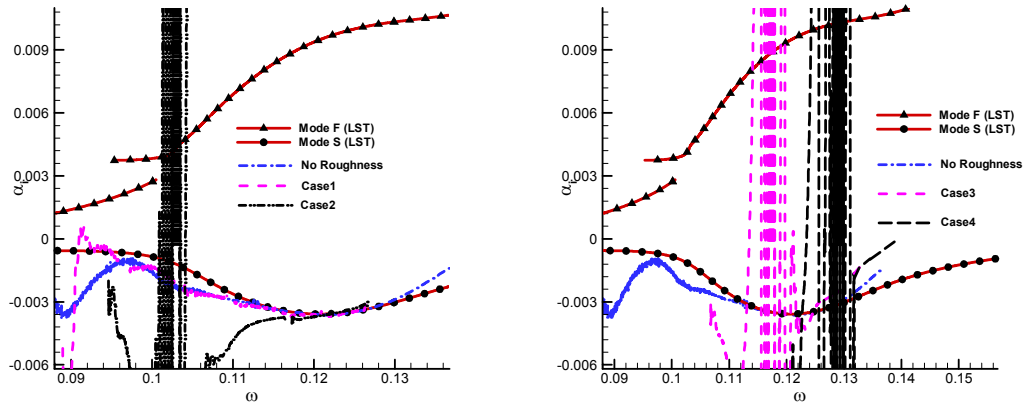 0.009
0.006
0.003
0
-0.003
-0.006
αi
0.09
0.1
0.11
0.12
0.13
ω
Mode F (LST)
Mode S (LST)
No Roughness
Case1
Case2
0.009
0.006
0.003
0
-0.003
-0.006
αi
0.09
0.1
0.11
0.12
0.13
0.14
0.15
ω
Mode F (LST)
Mode S (LST)
No Roughness
Case3
Case4